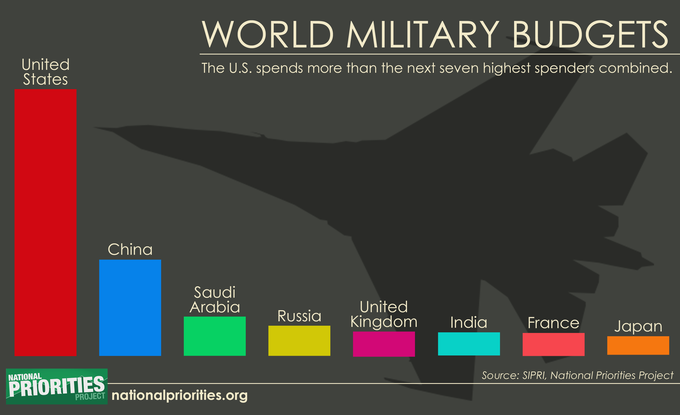 WORLD MILITARY BUDGETS
The U.S. spends more than the next seven highest spenders combined.
United
States
China
Saudi
Arabia
Russia
United
Kingdom
India
France
Japan
Source: SIPRI, National Priorities Project
NATIONAL
PRIORITIES
PROJECT
nationalpriorities.org